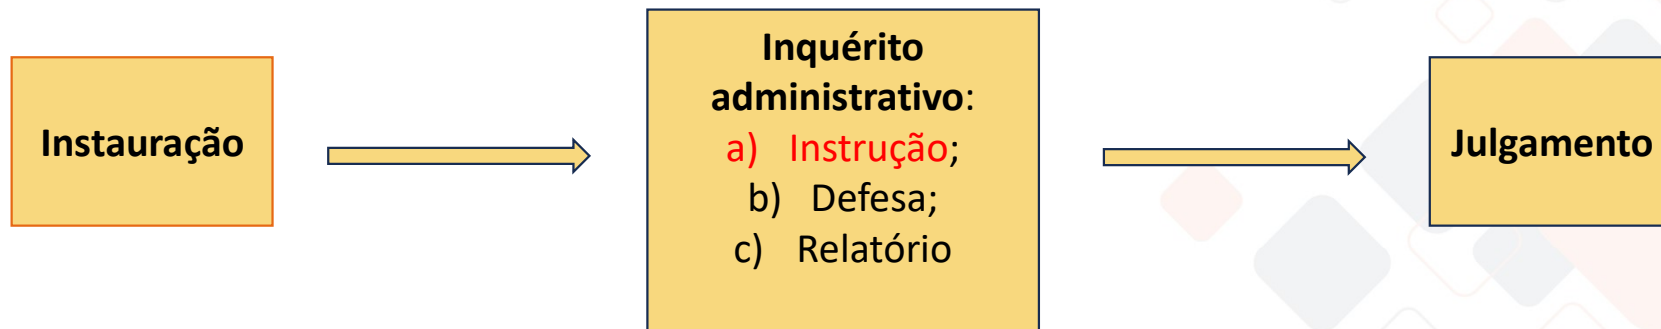 Instauração
Inquérito
administrativo:
a) Instrução;
b) Defesa;
c) Relatório
Julgamento